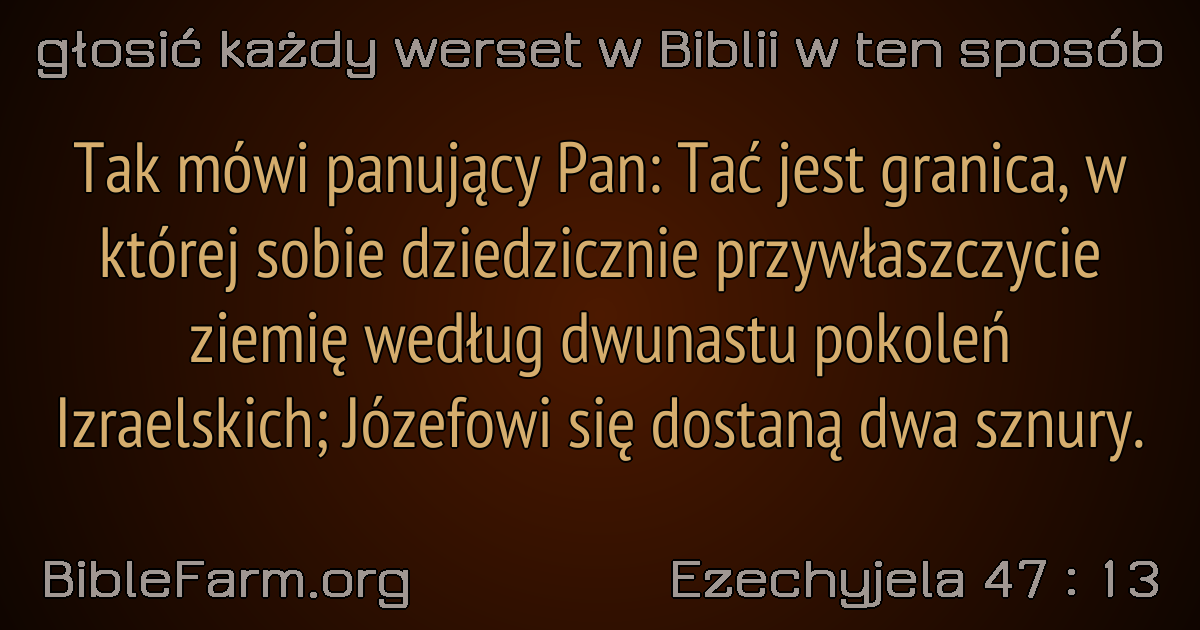 głosić każdy werset w Biblii w ten sposób
Tak mówi panujący Pan: Tać jest granica, w
której sobie dziedzicznie przywłaszczycie
ziemię według dwunastu pokoleń
Izraelskich; Józefowi się dostaną dwa sznury.
BibleFarm.org
Ezechyjela 47 : 13